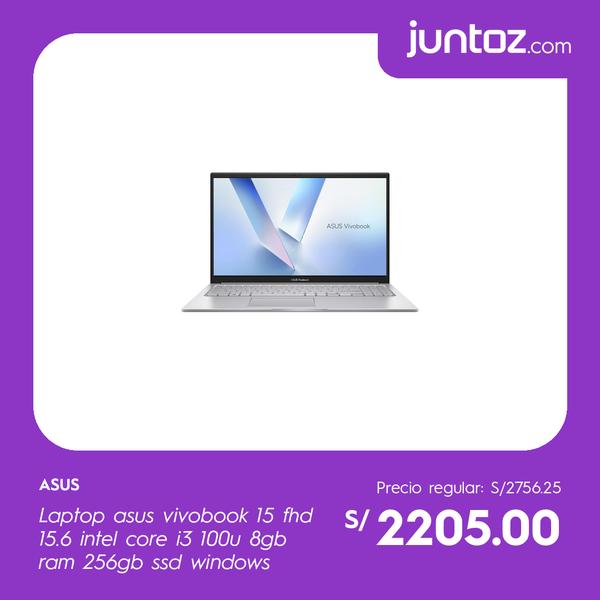 juntoz.com
ASUS Vivobook
ASUS
Precio regular: S/2756.25
Laptop asus vivobook 15 fhd
15.6 intel core i3 100u 8gb
ram 256gb ssd windows
S/ 2205.00